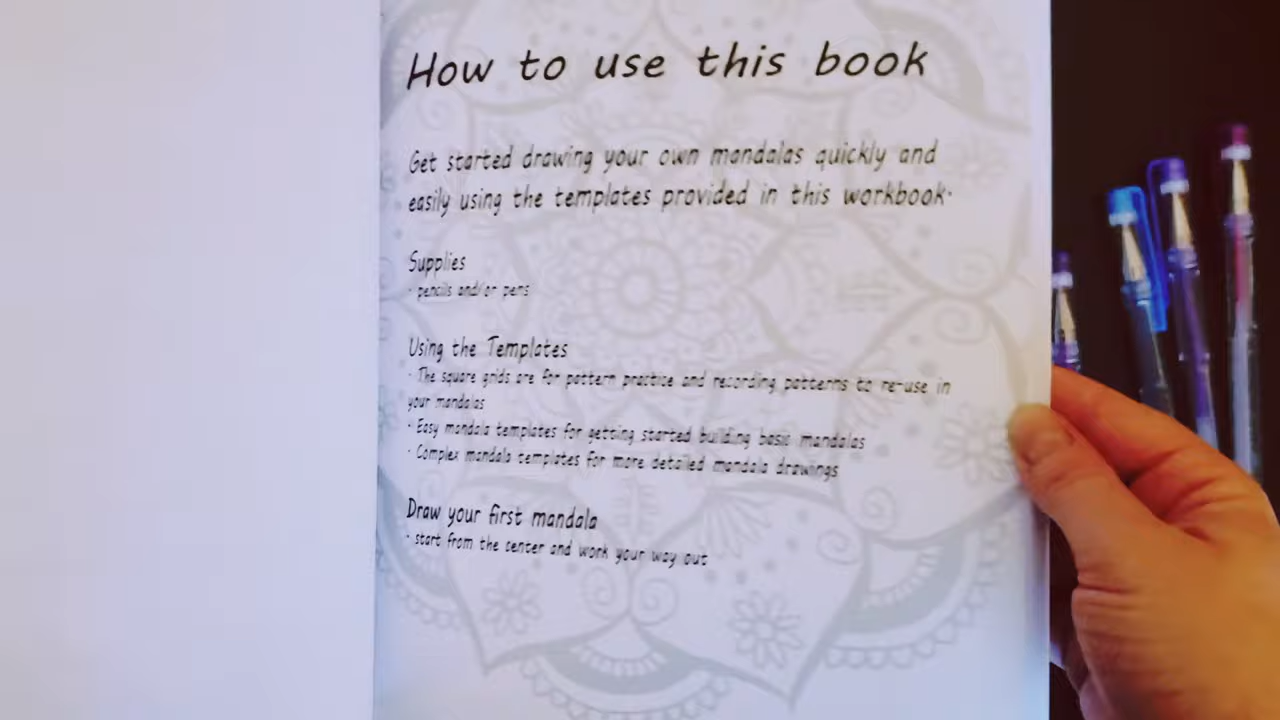 How to use this book
Get started drawing your own mandalas quickly and
easily using the templates provided in this workbook.
Supplies
· pencils and/or pens
Using the Templates
· The square grids are for pattern practice and recording patterns to re-use in
your mandalas
· Easy mandala templates for getting started building basic mandalas
· Complex mandala templates for more detailed mandala drawings
Draw your first mandala
· start from the center and work your way out